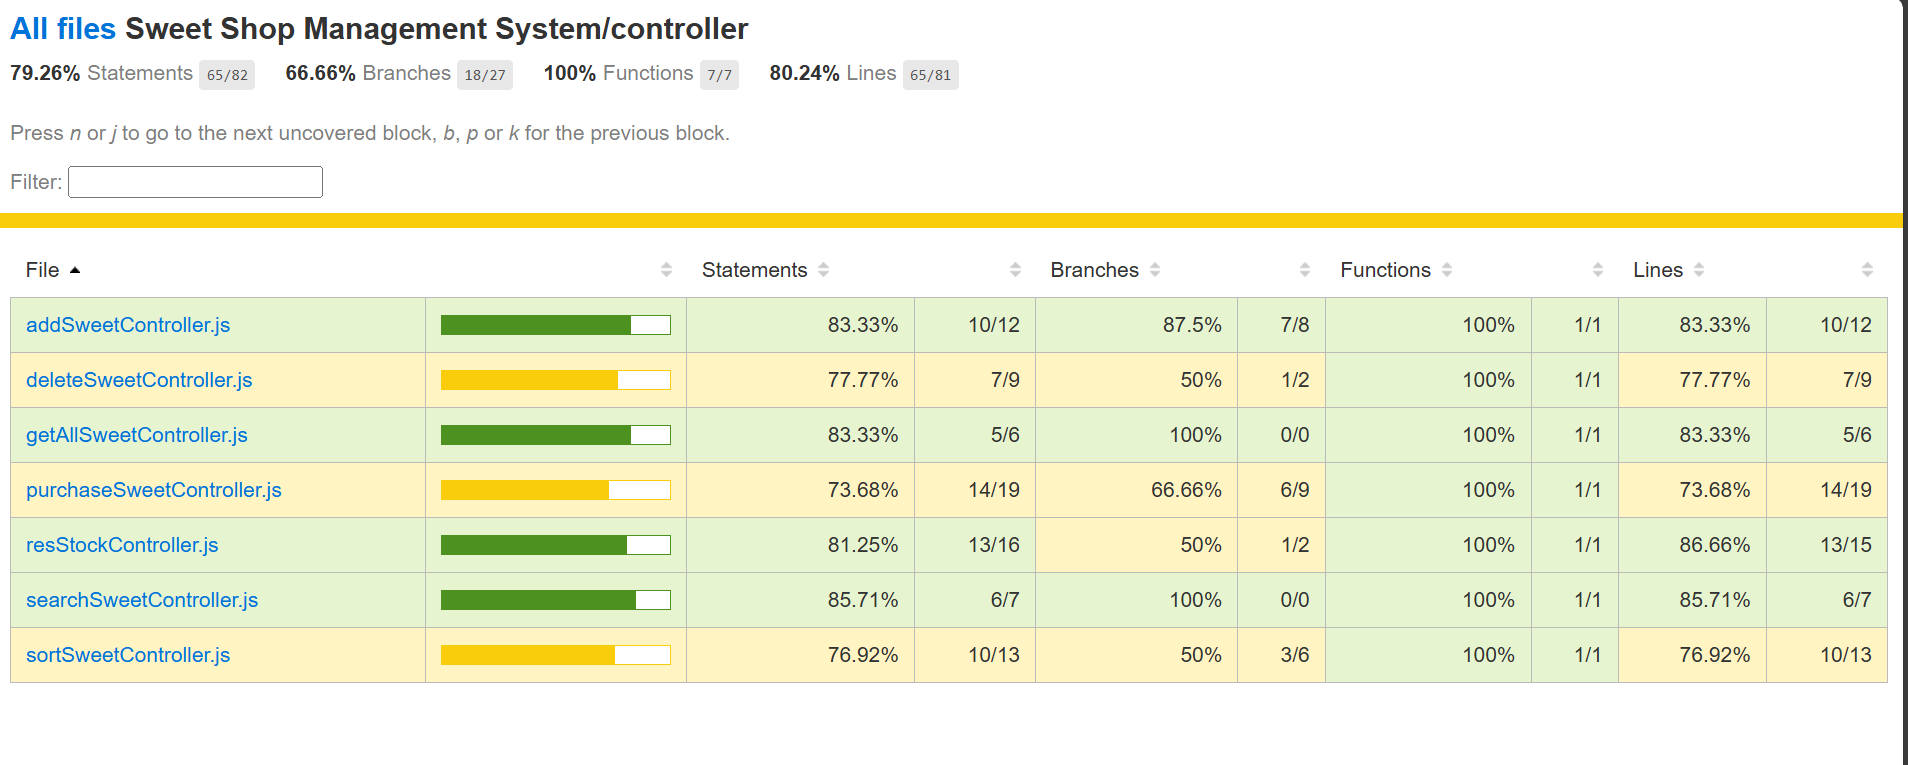 All files Sweet Shop Management System/controller
79.26% Statements 65/82 66.66% Branches 18/27 100% Functions 7/7 80.24% Lines 65/81
Press n or j to go to the next uncovered block, b, p or k for the previous block.
Filter:
File Statements Branches Functions Lines
addSweetController.js 83.33% 10/12 87.5% 7/8 100% 1/1 83.33% 10/12
deleteSweetController.js 77.77% 7/9 50% 1/2 100% 1/1 77.77% 7/9
getAllSweetController.js 83.33% 5/6 100% 0/0 100% 1/1 83.33% 5/6
purchaseSweetController.js 73.68% 14/19 66.66% 6/9 100% 1/1 73.68% 14/19
resStockController.js 81.25% 13/16 50% 1/2 100% 1/1 86.66% 13/15
searchSweetController.js 85.71% 6/7 100% 0/0 100% 1/1 85.71% 6/7
sortSweetController.js 76.92% 10/13 50% 3/6 100% 1/1 76.92% 10/13